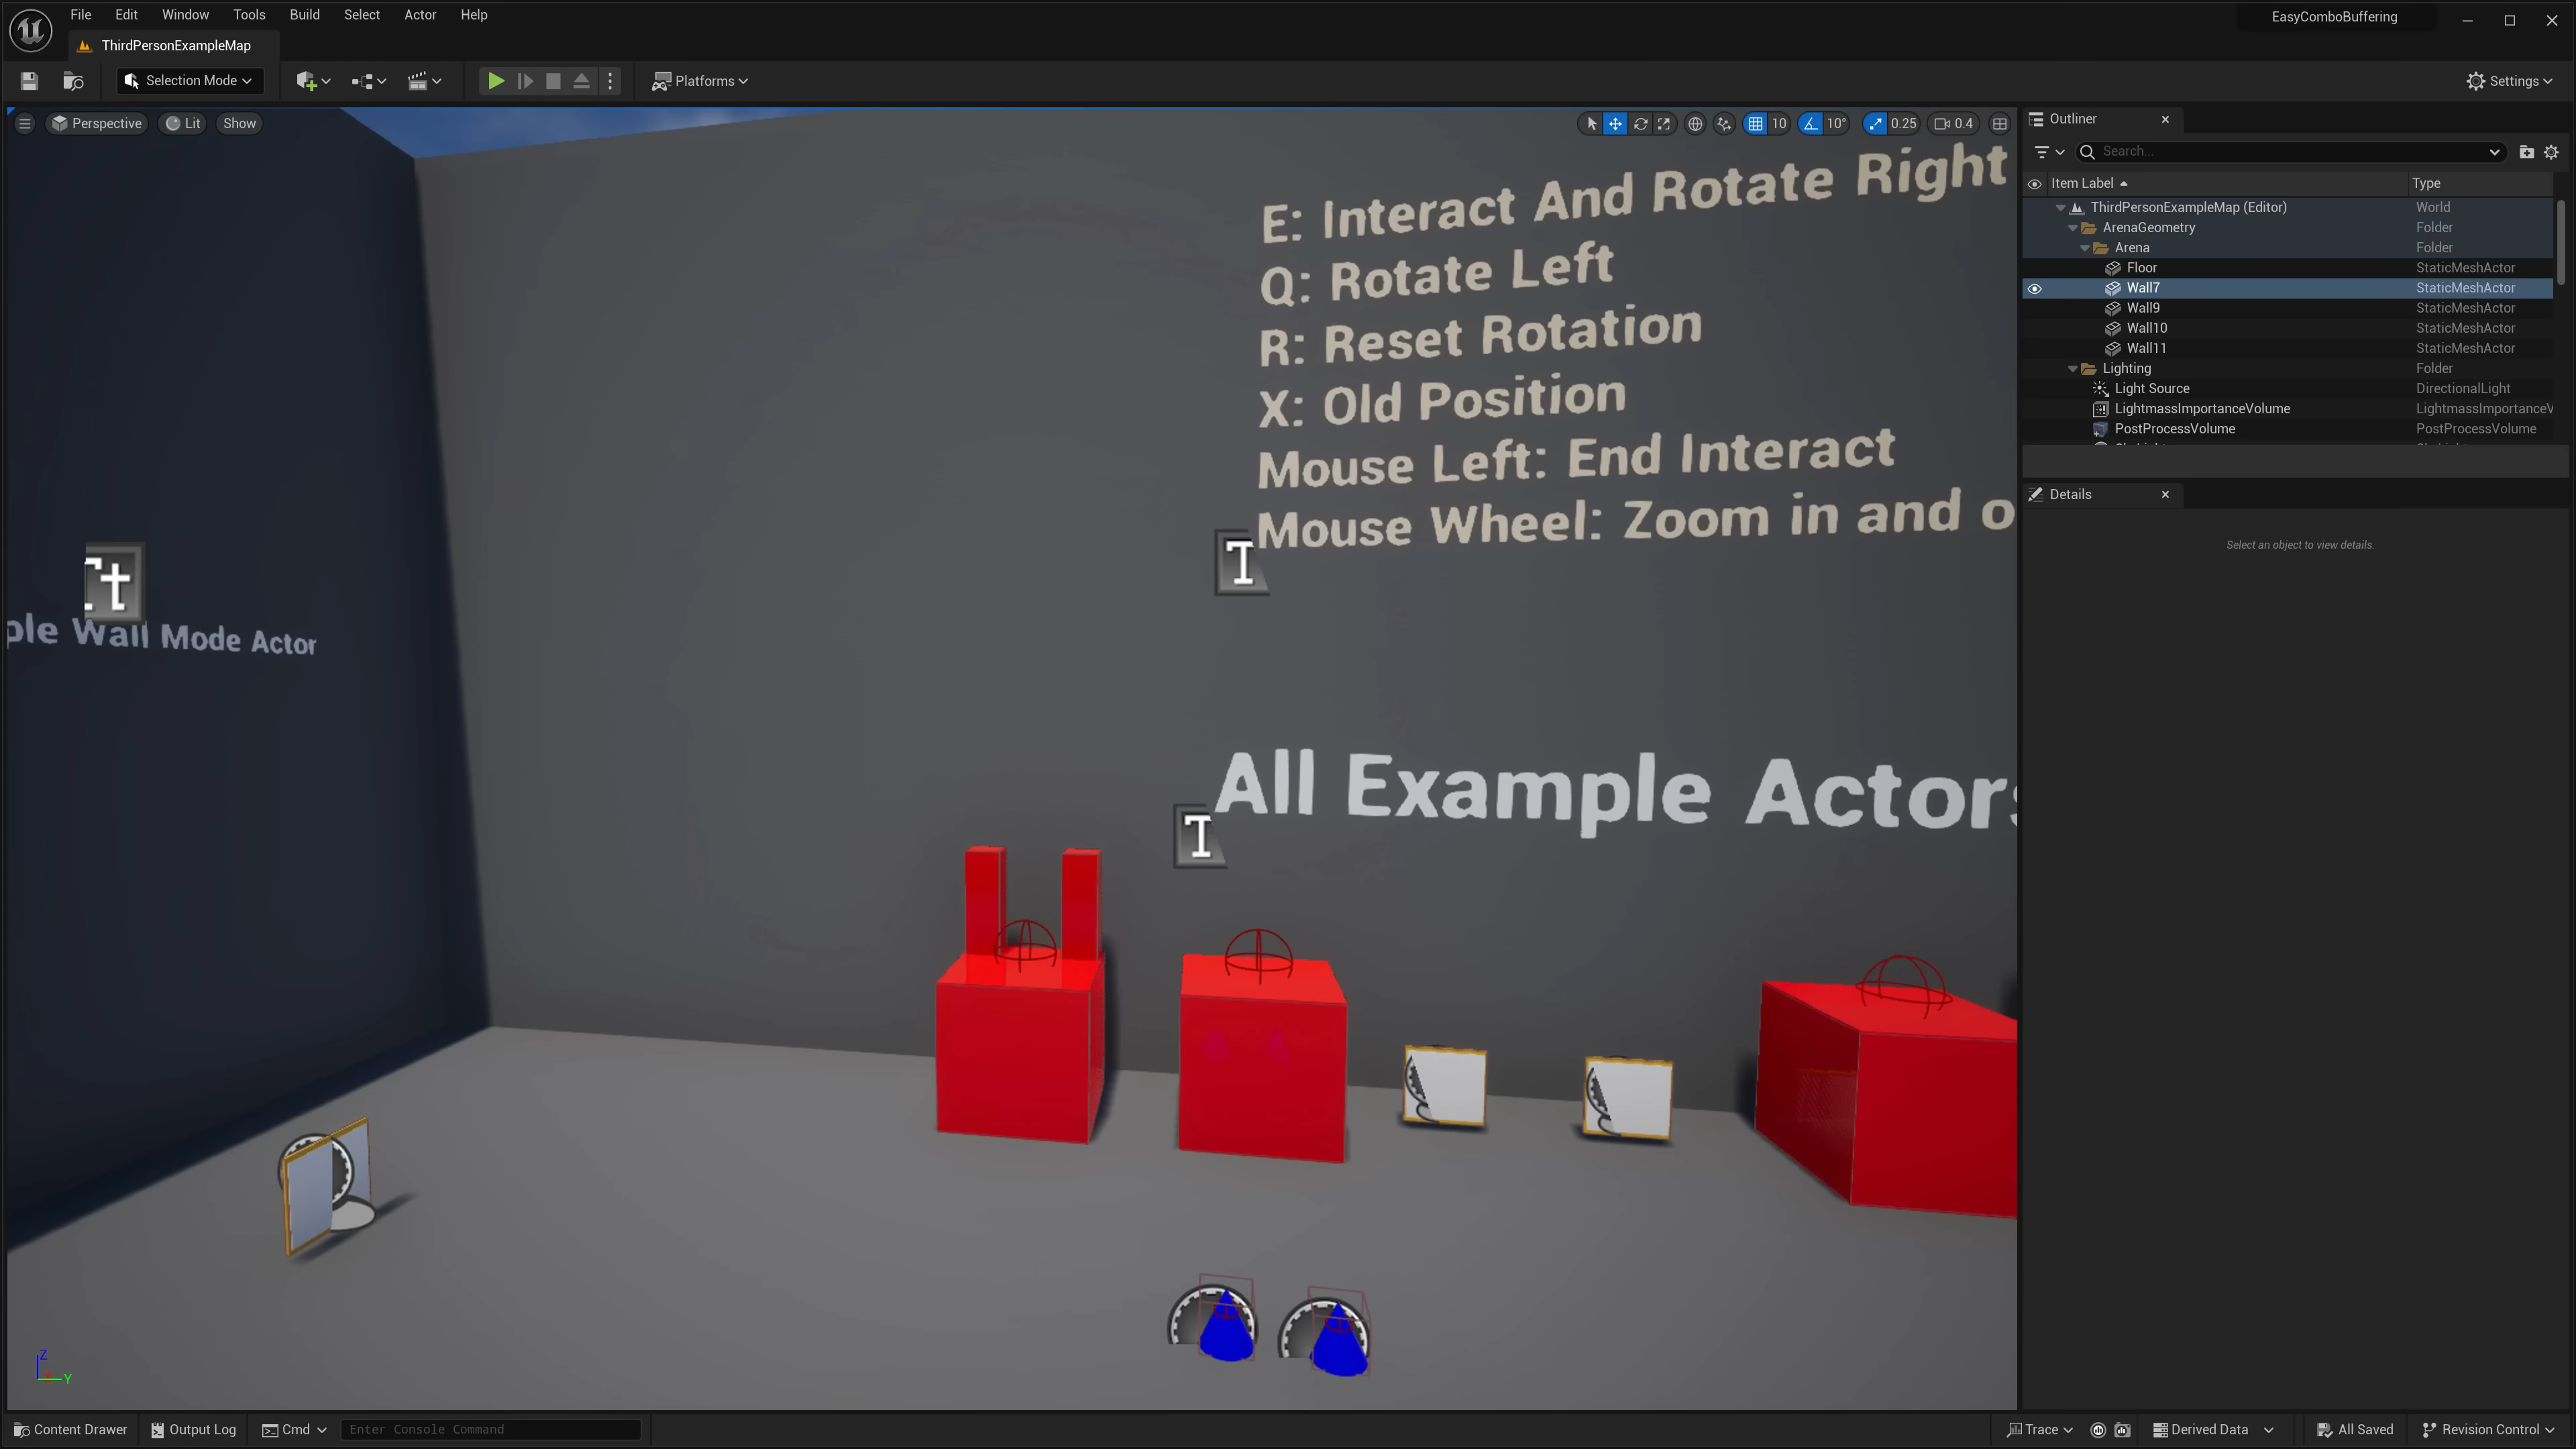 File Edit Window Tools Build Select Actor Help
EasyComboBuffering
ThirdPersonExampleMap
Selection Mode
Platforms
Settings
Perspective Lit Show
10 10° 0.25 0.4
E: Interact And Rotate Right
Q: Rotate Left
R: Reset Rotation
X: Old Position
Mouse Left: End Interact
Mouse Wheel: Zoom in and o
T
ple Wall Mode Actor
All Example Actors
T
Z
Y
Outliner
Search...
Item Label Type
ThirdPersonExampleMap (Editor) World
ArenaGeometry Folder
Arena Folder
Floor StaticMeshActor
Wall7 StaticMeshActor
Wall9 StaticMeshActor
Wall10 StaticMeshActor
Wall11 StaticMeshActor
Lighting Folder
Light Source DirectionalLight
LightmassImportanceVolume LightmassImportanceV
PostProcessVolume PostProcessVolume
Details
Select an object to view details.
Content Drawer Output Log Cmd Enter Console Command Trace Derived Data All Saved Revision Control